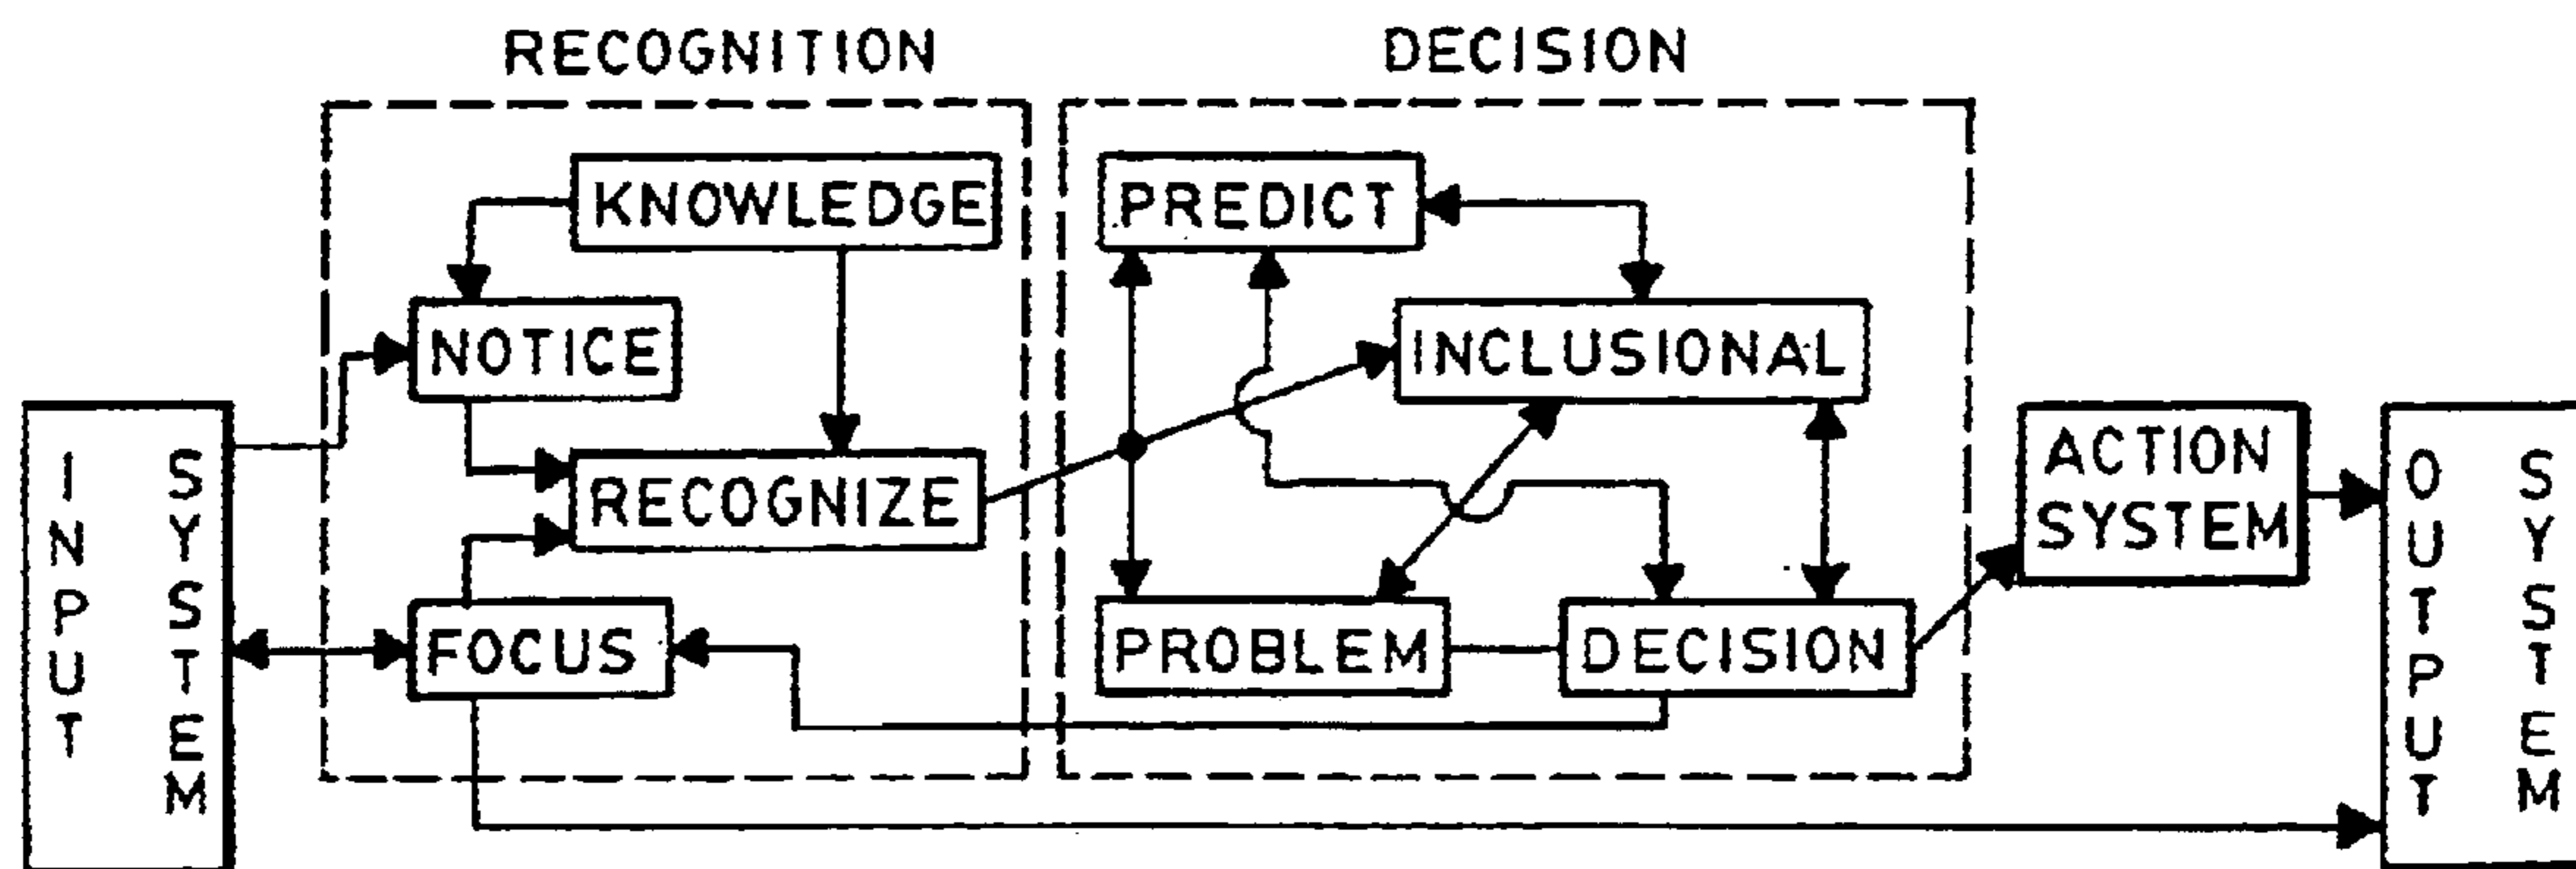 RECOGNITION
DECISION
KNOWLEDGE
PREDICT
NOTICE
INCLUSIONAL
RECOGNIZE
FOCUS
PROBLEM
DECISION
INPUT
SYSTEM
ACTION
SYSTEM
OUTPUT
SYSTEM